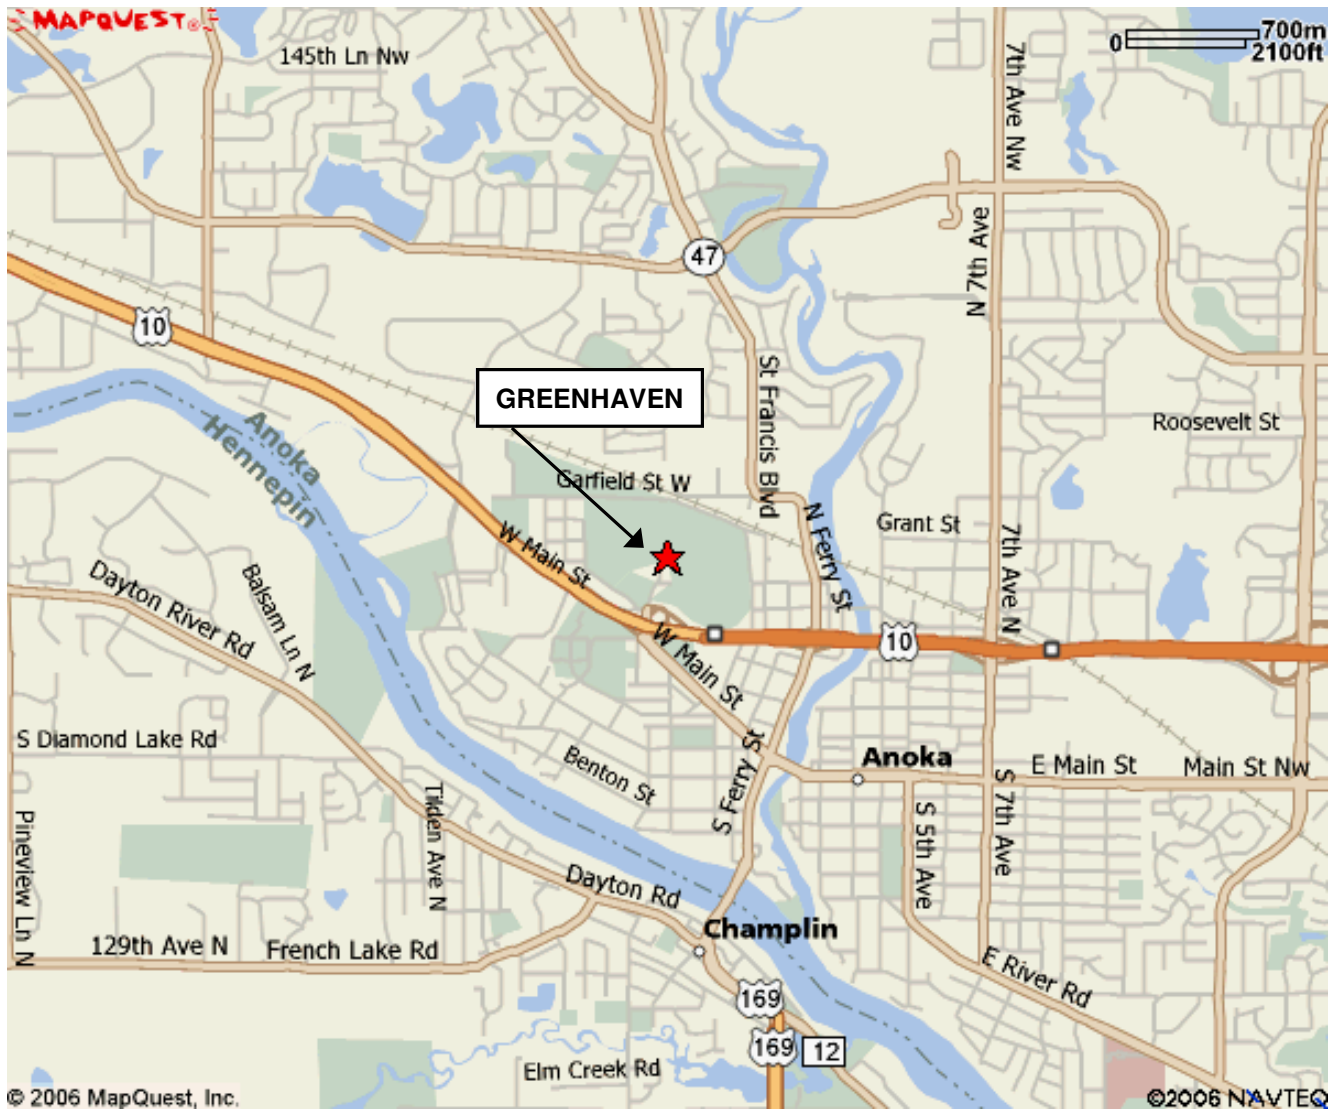 MAPQUEST®
145th Ln Nw
0
700m
2100ft
7th Ave Nw
47
N 7th Ave
10
GREENHAVEN
St Francis Blvd
Roosevelt St
Anoka
Hennepin
Garfield St W
N Ferry St
Grant St
7th Ave N
W Main St
Dayton River Rd
Balsam Ln N
W Main St
10
S Diamond Lake Rd
Benton St
S Ferry St
Anoka
E Main St
Main St Nw
Pineview Ln N
Tilden Ave N
S 5th Ave
S 7th Ave
Dayton Rd
129th Ave N
French Lake Rd
Champlin
E River Rd
169
169
12
Elm Creek Rd
© 2006 MapQuest, Inc.
©2006 NAVTEQ